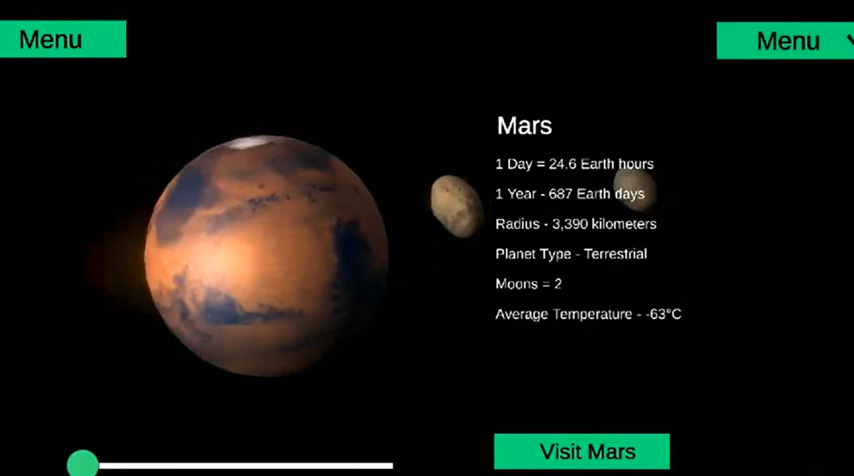 Menu
Menu
Mars
1 Day = 24.6 Earth hours
1 Year - 687 Earth days
Radius - 3,390 kilometers
Planet Type - Terrestrial
Moons = 2
Average Temperature - -63°C
Visit Mars